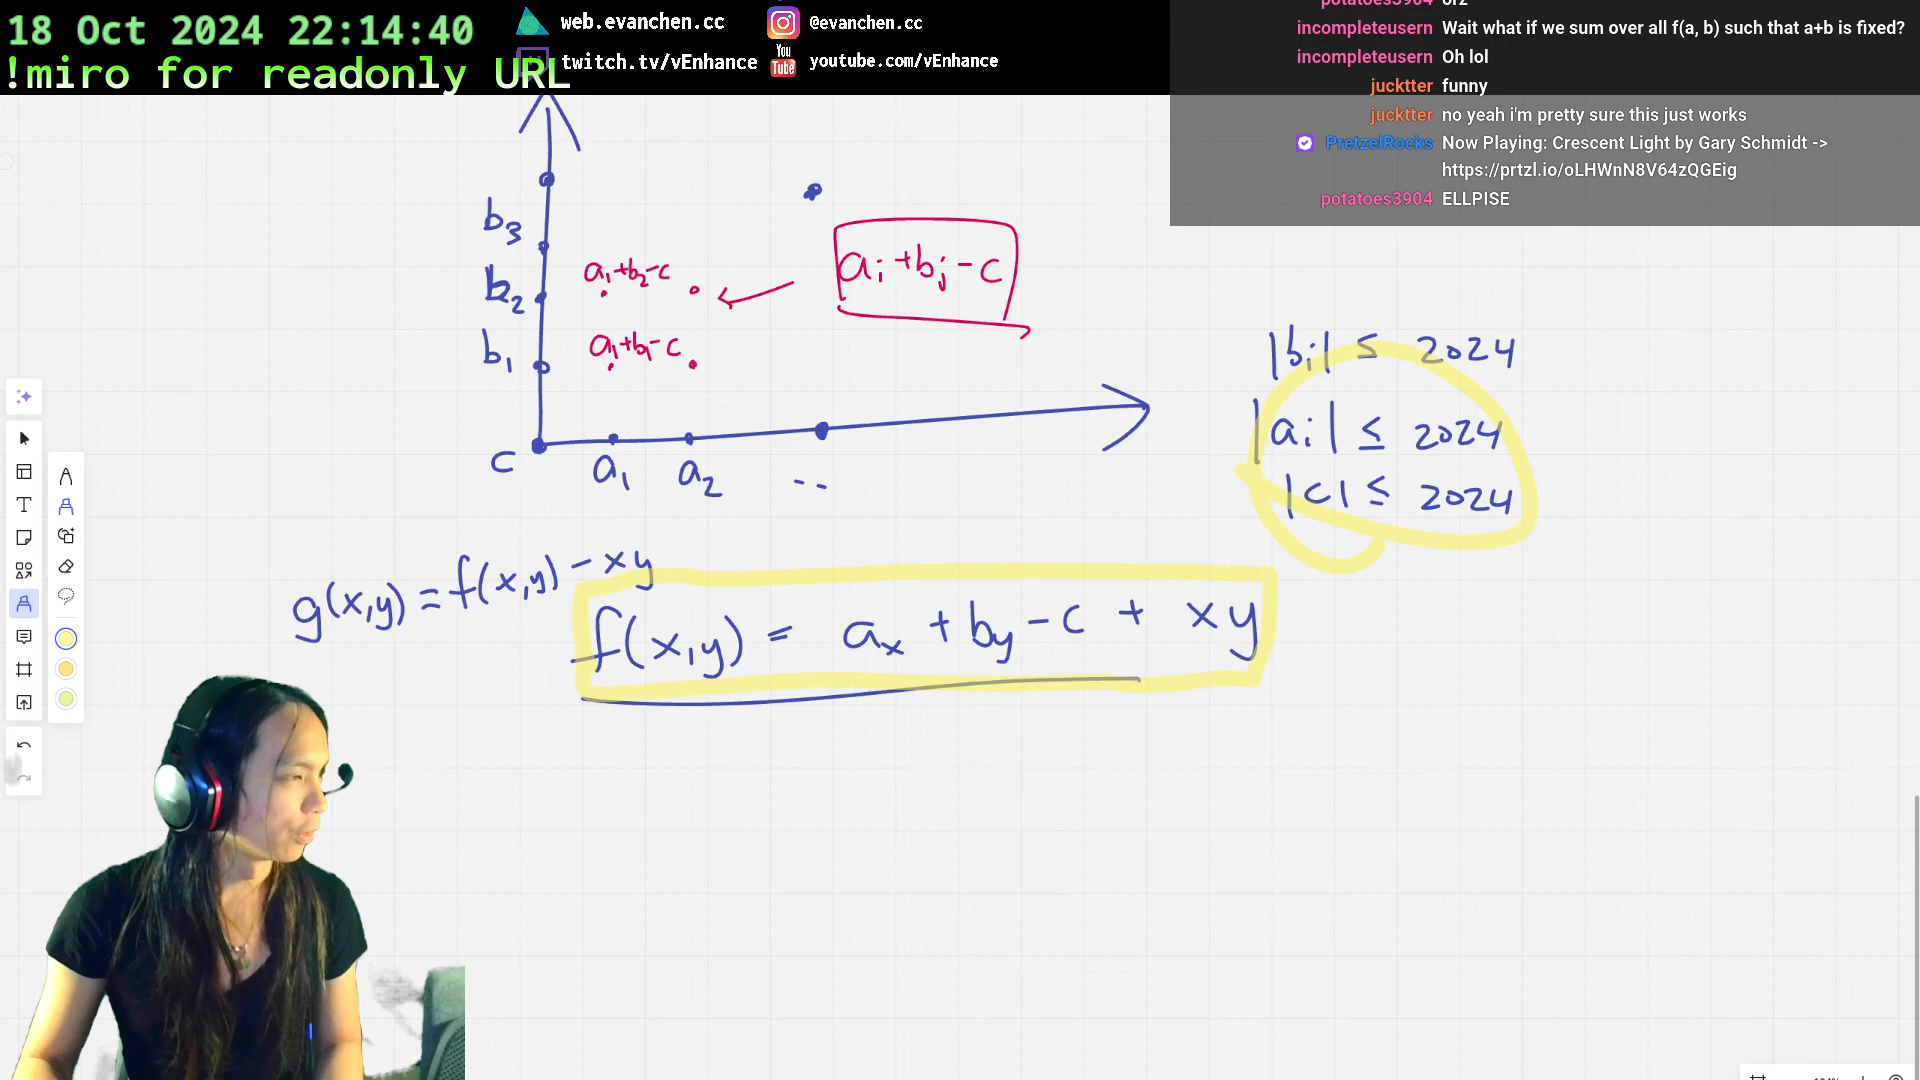 18 Oct 2024 22:14:40
!miro for readonly URL
web.evanchen.cc
twitch.tv/vEnhance
@evanchen.cc
You
Tube
youtube.com/vEnhance
incompleteusern Wait what if we sum over all f(a, b) such that a+b is fixed?
incompleteusern Oh lol
jucktter funny
jucktter no yeah i'm pretty sure this just works
PretzelRocks Now Playing: Crescent Light by Gary Schmidt ->
https://prtzl.io/oLHWnN8V64zQGEig
potatoes3904 ELLPISE
b₃
b₂
b₁
a₁+b₂-c
a₁+b₁-c
aᵢ+bⱼ-c
c
a₁
a₂
..
|bᵢ| ≤ 2024
|aᵢ| ≤ 2024
|c| ≤ 2024
g(x,y) = f(x,y) - xy
f(x,y) = aₓ + b_y - c + xy